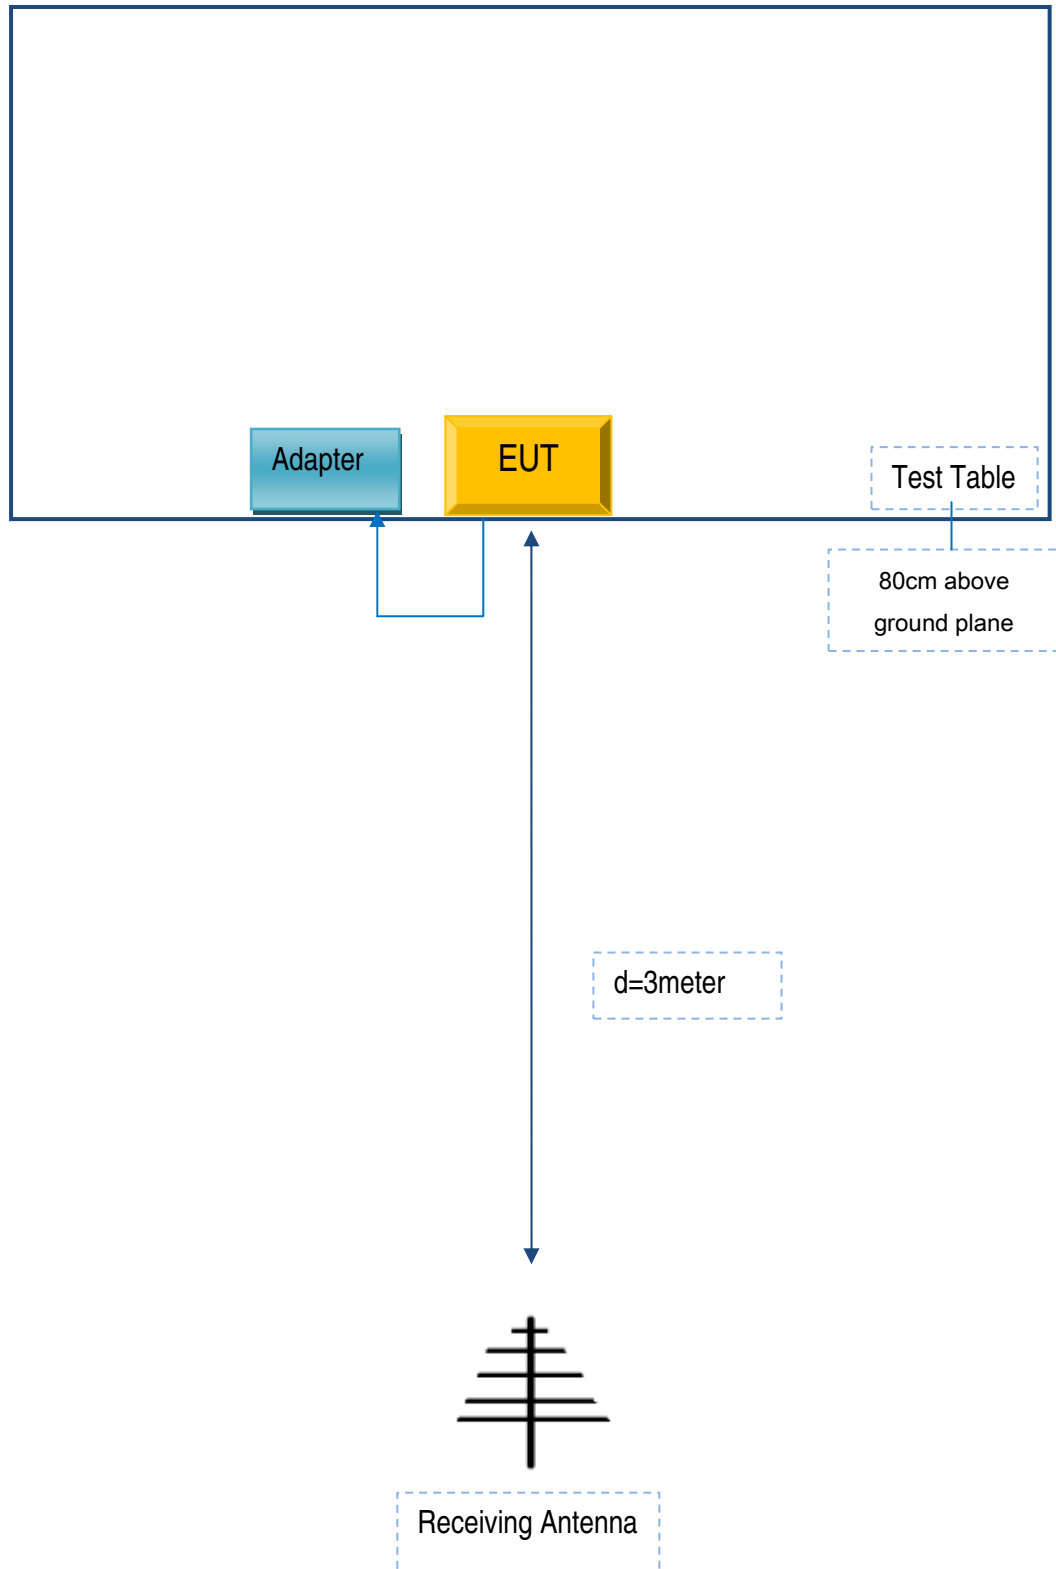 Adapter
EUT
Test Table
80cm above
ground plane
d=3meter
Receiving Antenna